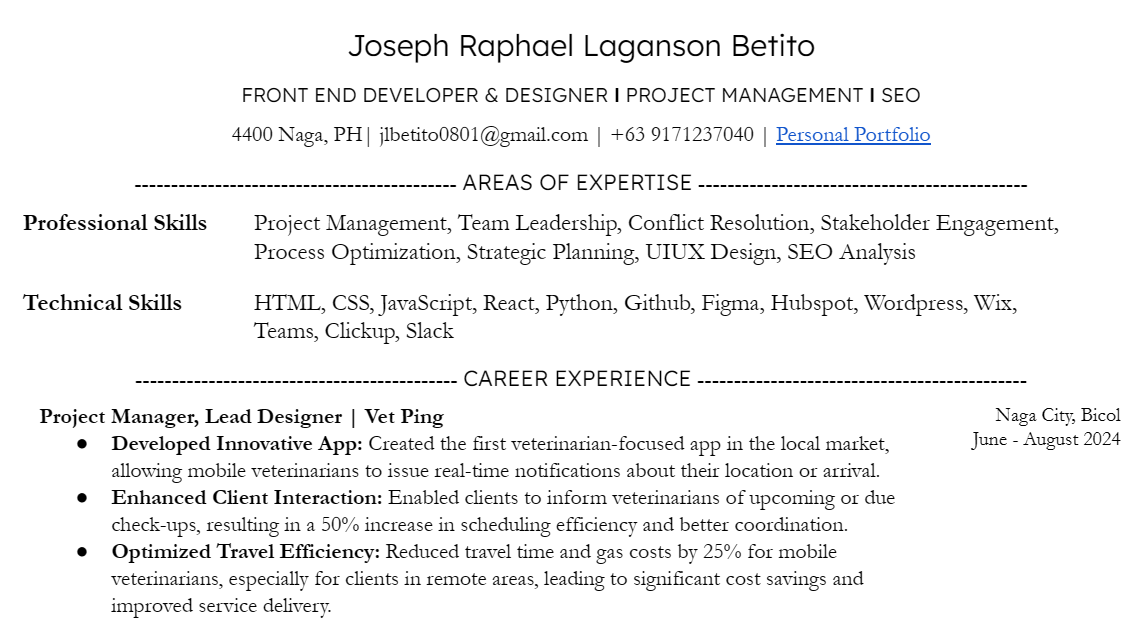 Joseph Raphael Laganson Betito
FRONT END DEVELOPER & DESIGNER I PROJECT MANAGEMENT I SEO
4400 Naga, PH| jlbetito0801@gmail.com | +63 9171237040 | Personal Portfolio
-------------------------------------------- AREAS OF EXPERTISE ---------------------------------------------
Professional Skills Project Management, Team Leadership, Conflict Resolution, Stakeholder Engagement,
Process Optimization, Strategic Planning, UIUX Design, SEO Analysis
Technical Skills HTML, CSS, JavaScript, React, Python, Github, Figma, Hubspot, Wordpress, Wix,
Teams, Clickup, Slack
-------------------------------------------- CAREER EXPERIENCE ---------------------------------------------
Project Manager, Lead Designer | Vet Ping Naga City, Bicol
June - August 2024
● Developed Innovative App: Created the first veterinarian-focused app in the local market,
allowing mobile veterinarians to issue real-time notifications about their location or arrival.
● Enhanced Client Interaction: Enabled clients to inform veterinarians of upcoming or due
check-ups, resulting in a 50% increase in scheduling efficiency and better coordination.
● Optimized Travel Efficiency: Reduced travel time and gas costs by 25% for mobile
veterinarians, especially for clients in remote areas, leading to significant cost savings and
improved service delivery.